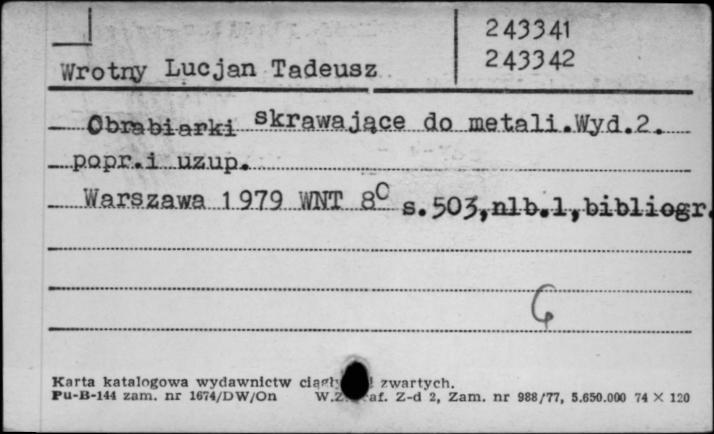 243341
243342
Wrotny Lucjan Tadeusz
Obrabiarki skrawające do metali.Wyd.2.
popr.i uzup.
Warszawa 1979 WNT 8° s.503,nlb.1,bibliogr.
Karta katalogowa wydawnictw zwartych.
Pu-B-144 zam. nr 1674/DW/On W.Z. Graf. Z-d 2, Zam. nr 988/77, 5.650.000 74 × 120